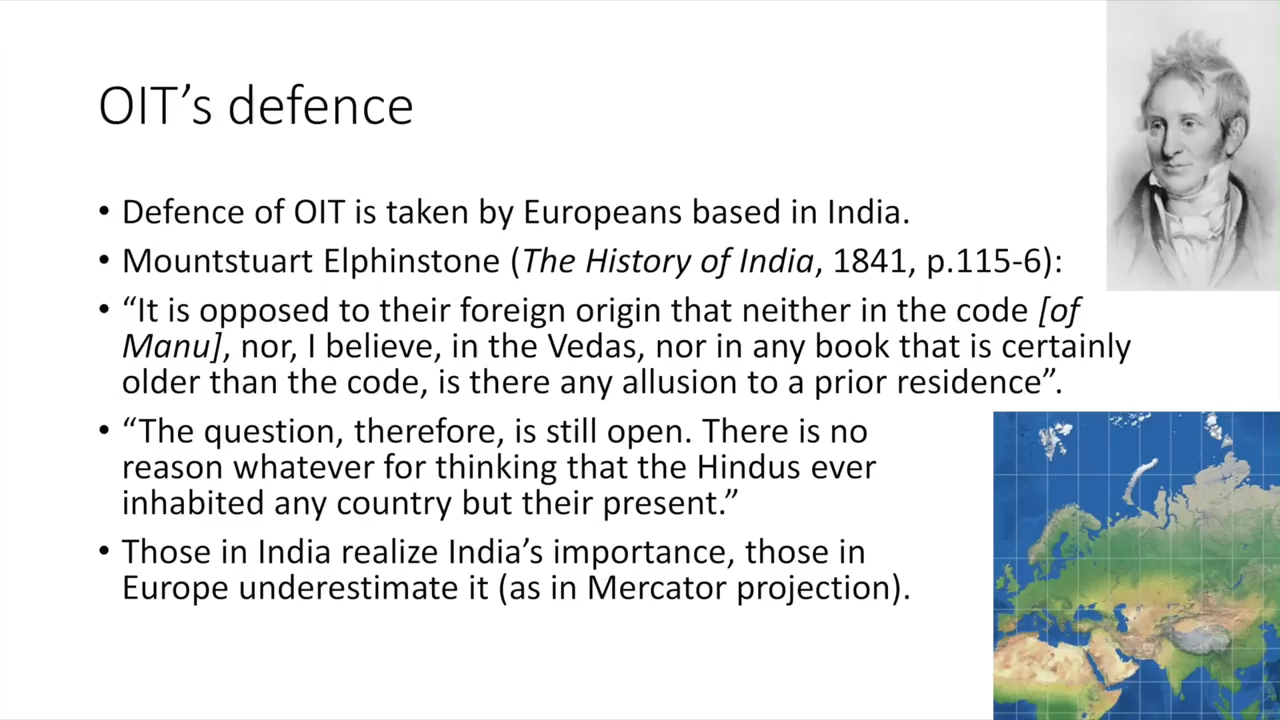 OIT’s defence
• Defence of OIT is taken by Europeans based in India.
• Mountstuart Elphinstone (The History of India, 1841, p.115-6):
• “It is opposed to their foreign origin that neither in the code [of
Manu], nor, I believe, in the Vedas, nor in any book that is certainly
older than the code, is there any allusion to a prior residence”.
• “The question, therefore, is still open. There is no
reason whatever for thinking that the Hindus ever
inhabited any country but their present.”
• Those in India realize India’s importance, those in
Europe underestimate it (as in Mercator projection).